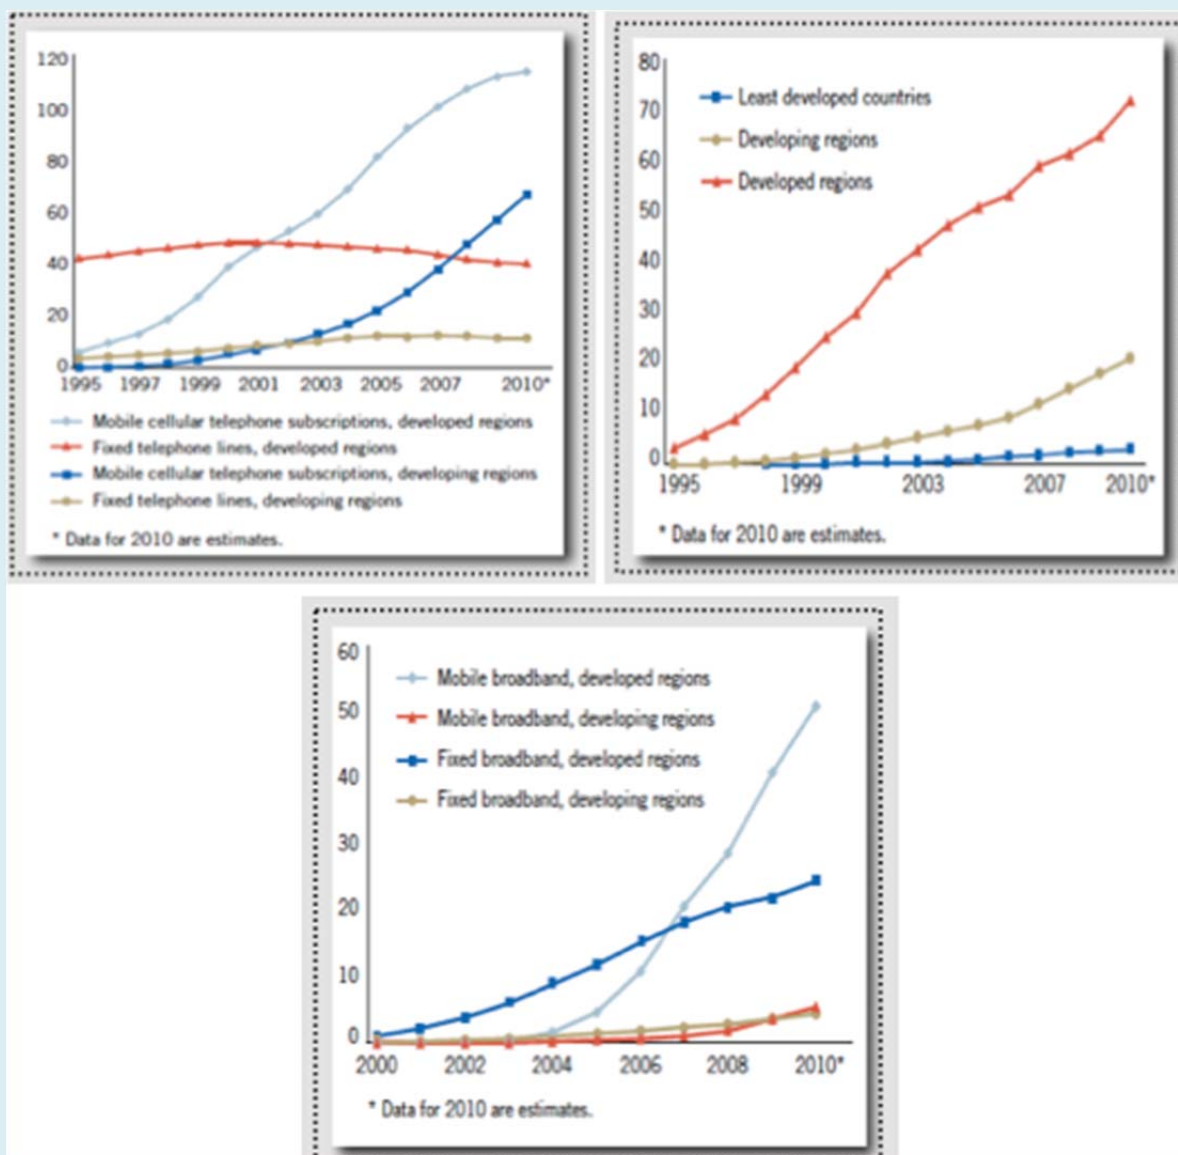 120
100
80
60
40
20
0
1995 1997 1999 2001 2003 2005 2007 2010*
Mobile cellular telephone subscriptions, developed regions
Fixed telephone lines, developed regions
Mobile cellular telephone subscriptions, developing regions
Fixed telephone lines, developing regions
* Data for 2010 are estimates.
80
70
60
50
40
30
20
10
0
Least developed countries
Developing regions
Developed regions
1995 1999 2003 2007 2010*
* Data for 2010 are estimates.
60
50
40
30
20
10
0
Mobile broadband, developed regions
Mobile broadband, developing regions
Fixed broadband, developed regions
Fixed broadband, developing regions
2000 2002 2004 2006 2008 2010*
* Data for 2010 are estimates.